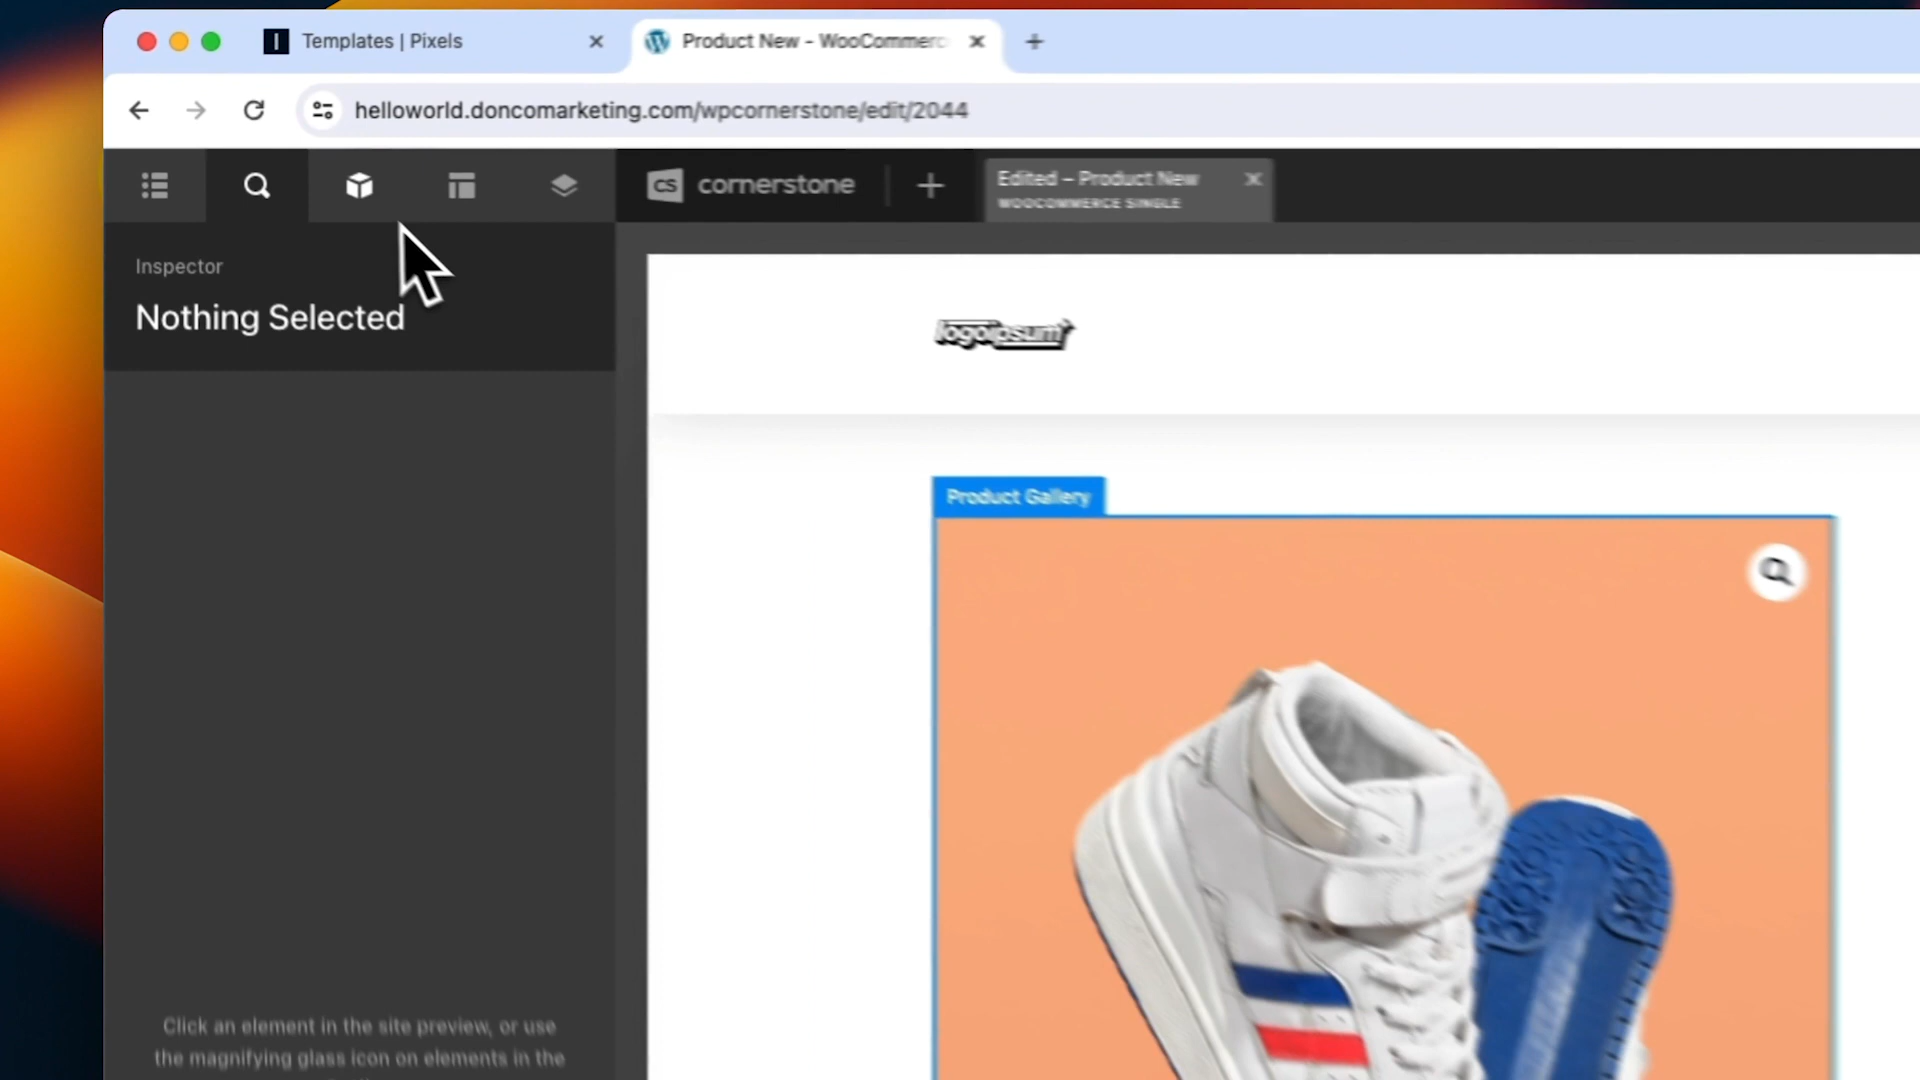 Templates | Pixels
Product New - WooCommerc
helloworld.doncomarketing.com/wpcornerstone/edit/2044
cs cornerstone
Edited – Product New
WOOCOMMERCE SINGLE
Inspector
Nothing Selected
logoipsum
Product Gallery
Click an element in the site preview, or use
the magnifying glass icon on elements in the